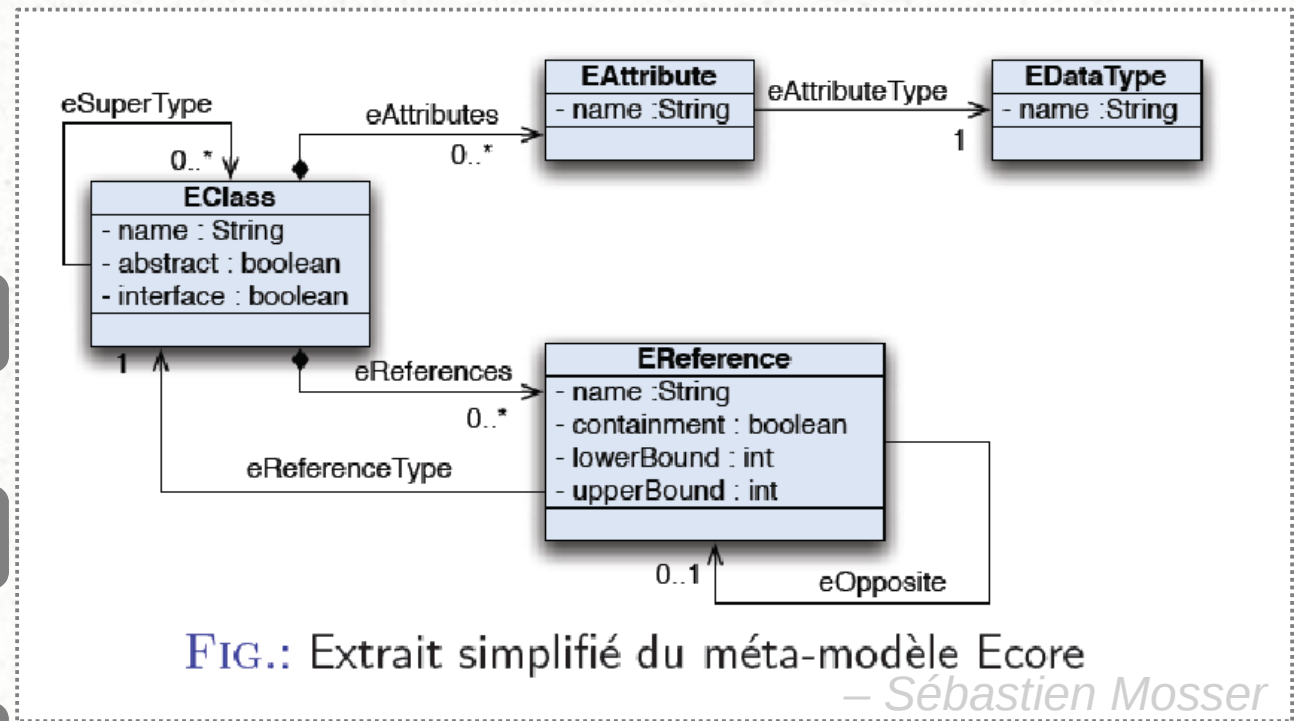 eSuperType
0..*
eAttributes
0..*
EAttribute
- name :String
eAttributeType
1
EDataType
- name :String
EClass
- name : String
- abstract : boolean
- interface : boolean
1
eReferences
0..*
eReferenceType
EReference
- name :String
- containment : boolean
- lowerBound : int
- upperBound : int
0..1
eOpposite
FIG.: Extrait simplifié du méta-modèle Ecore
– Sébastien Mosser